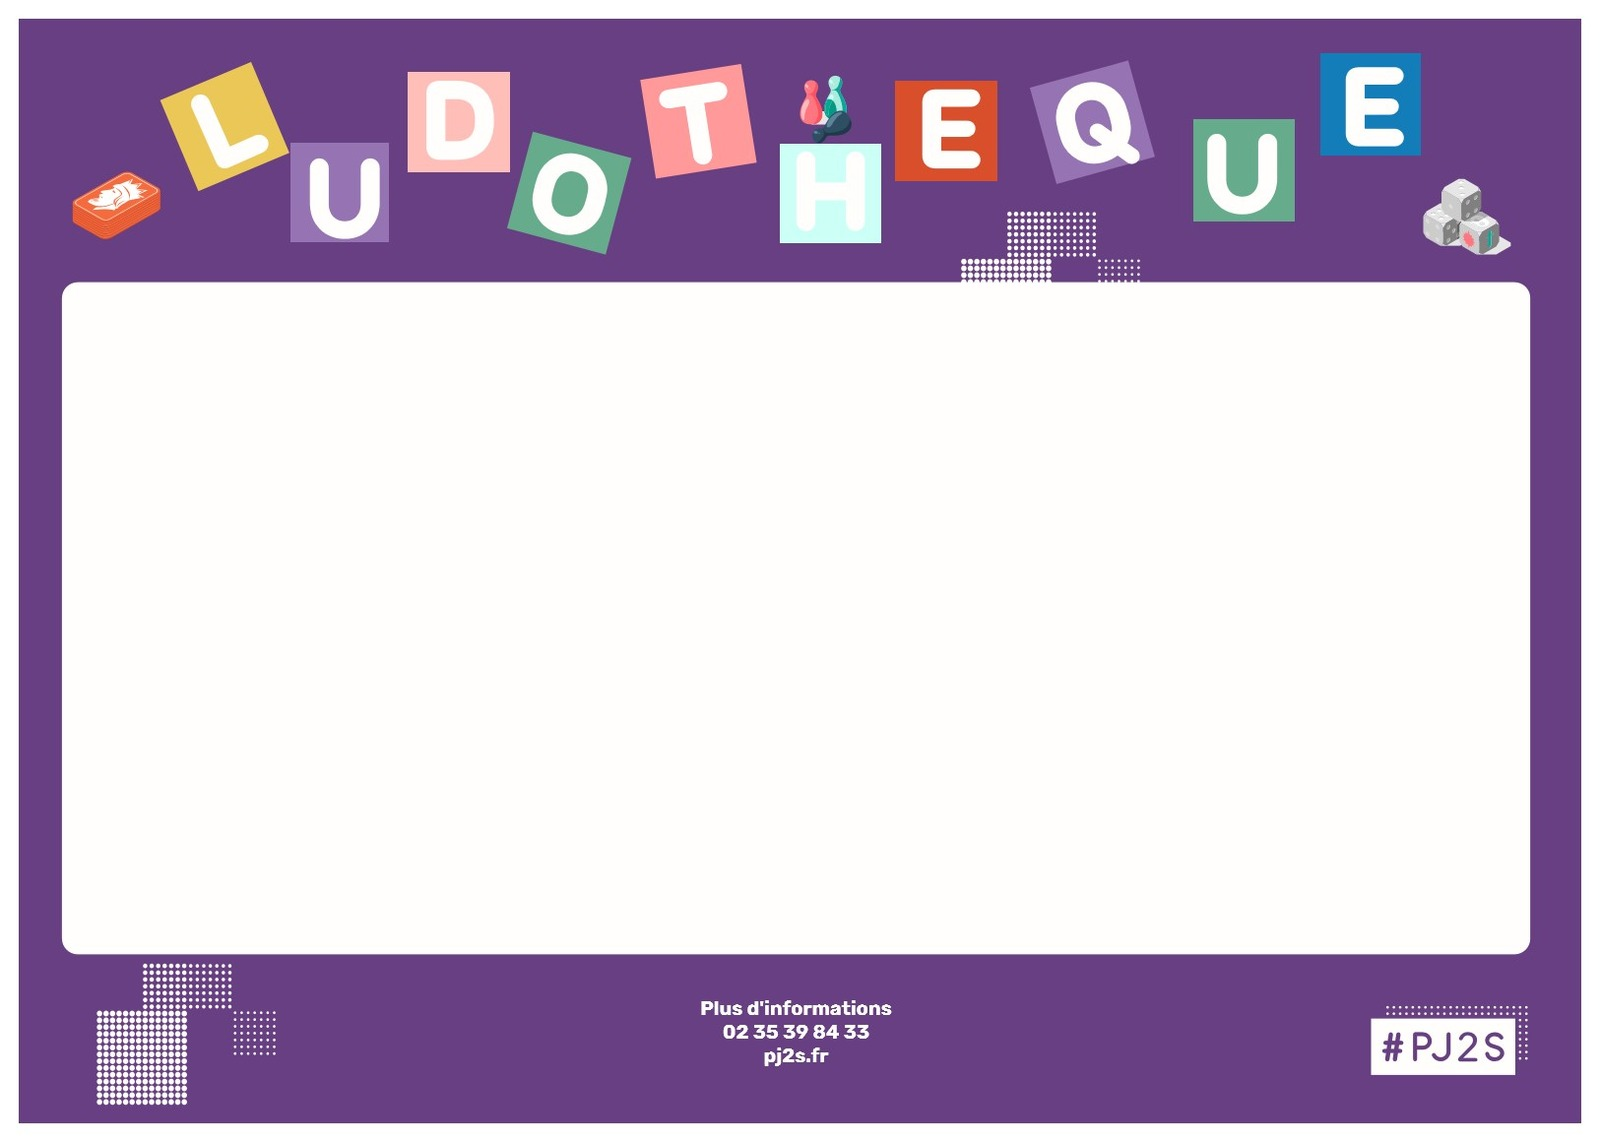 LUDOTHEQUE
Plus d'informations
02 35 39 84 33
pj2s.fr
#PJ2S